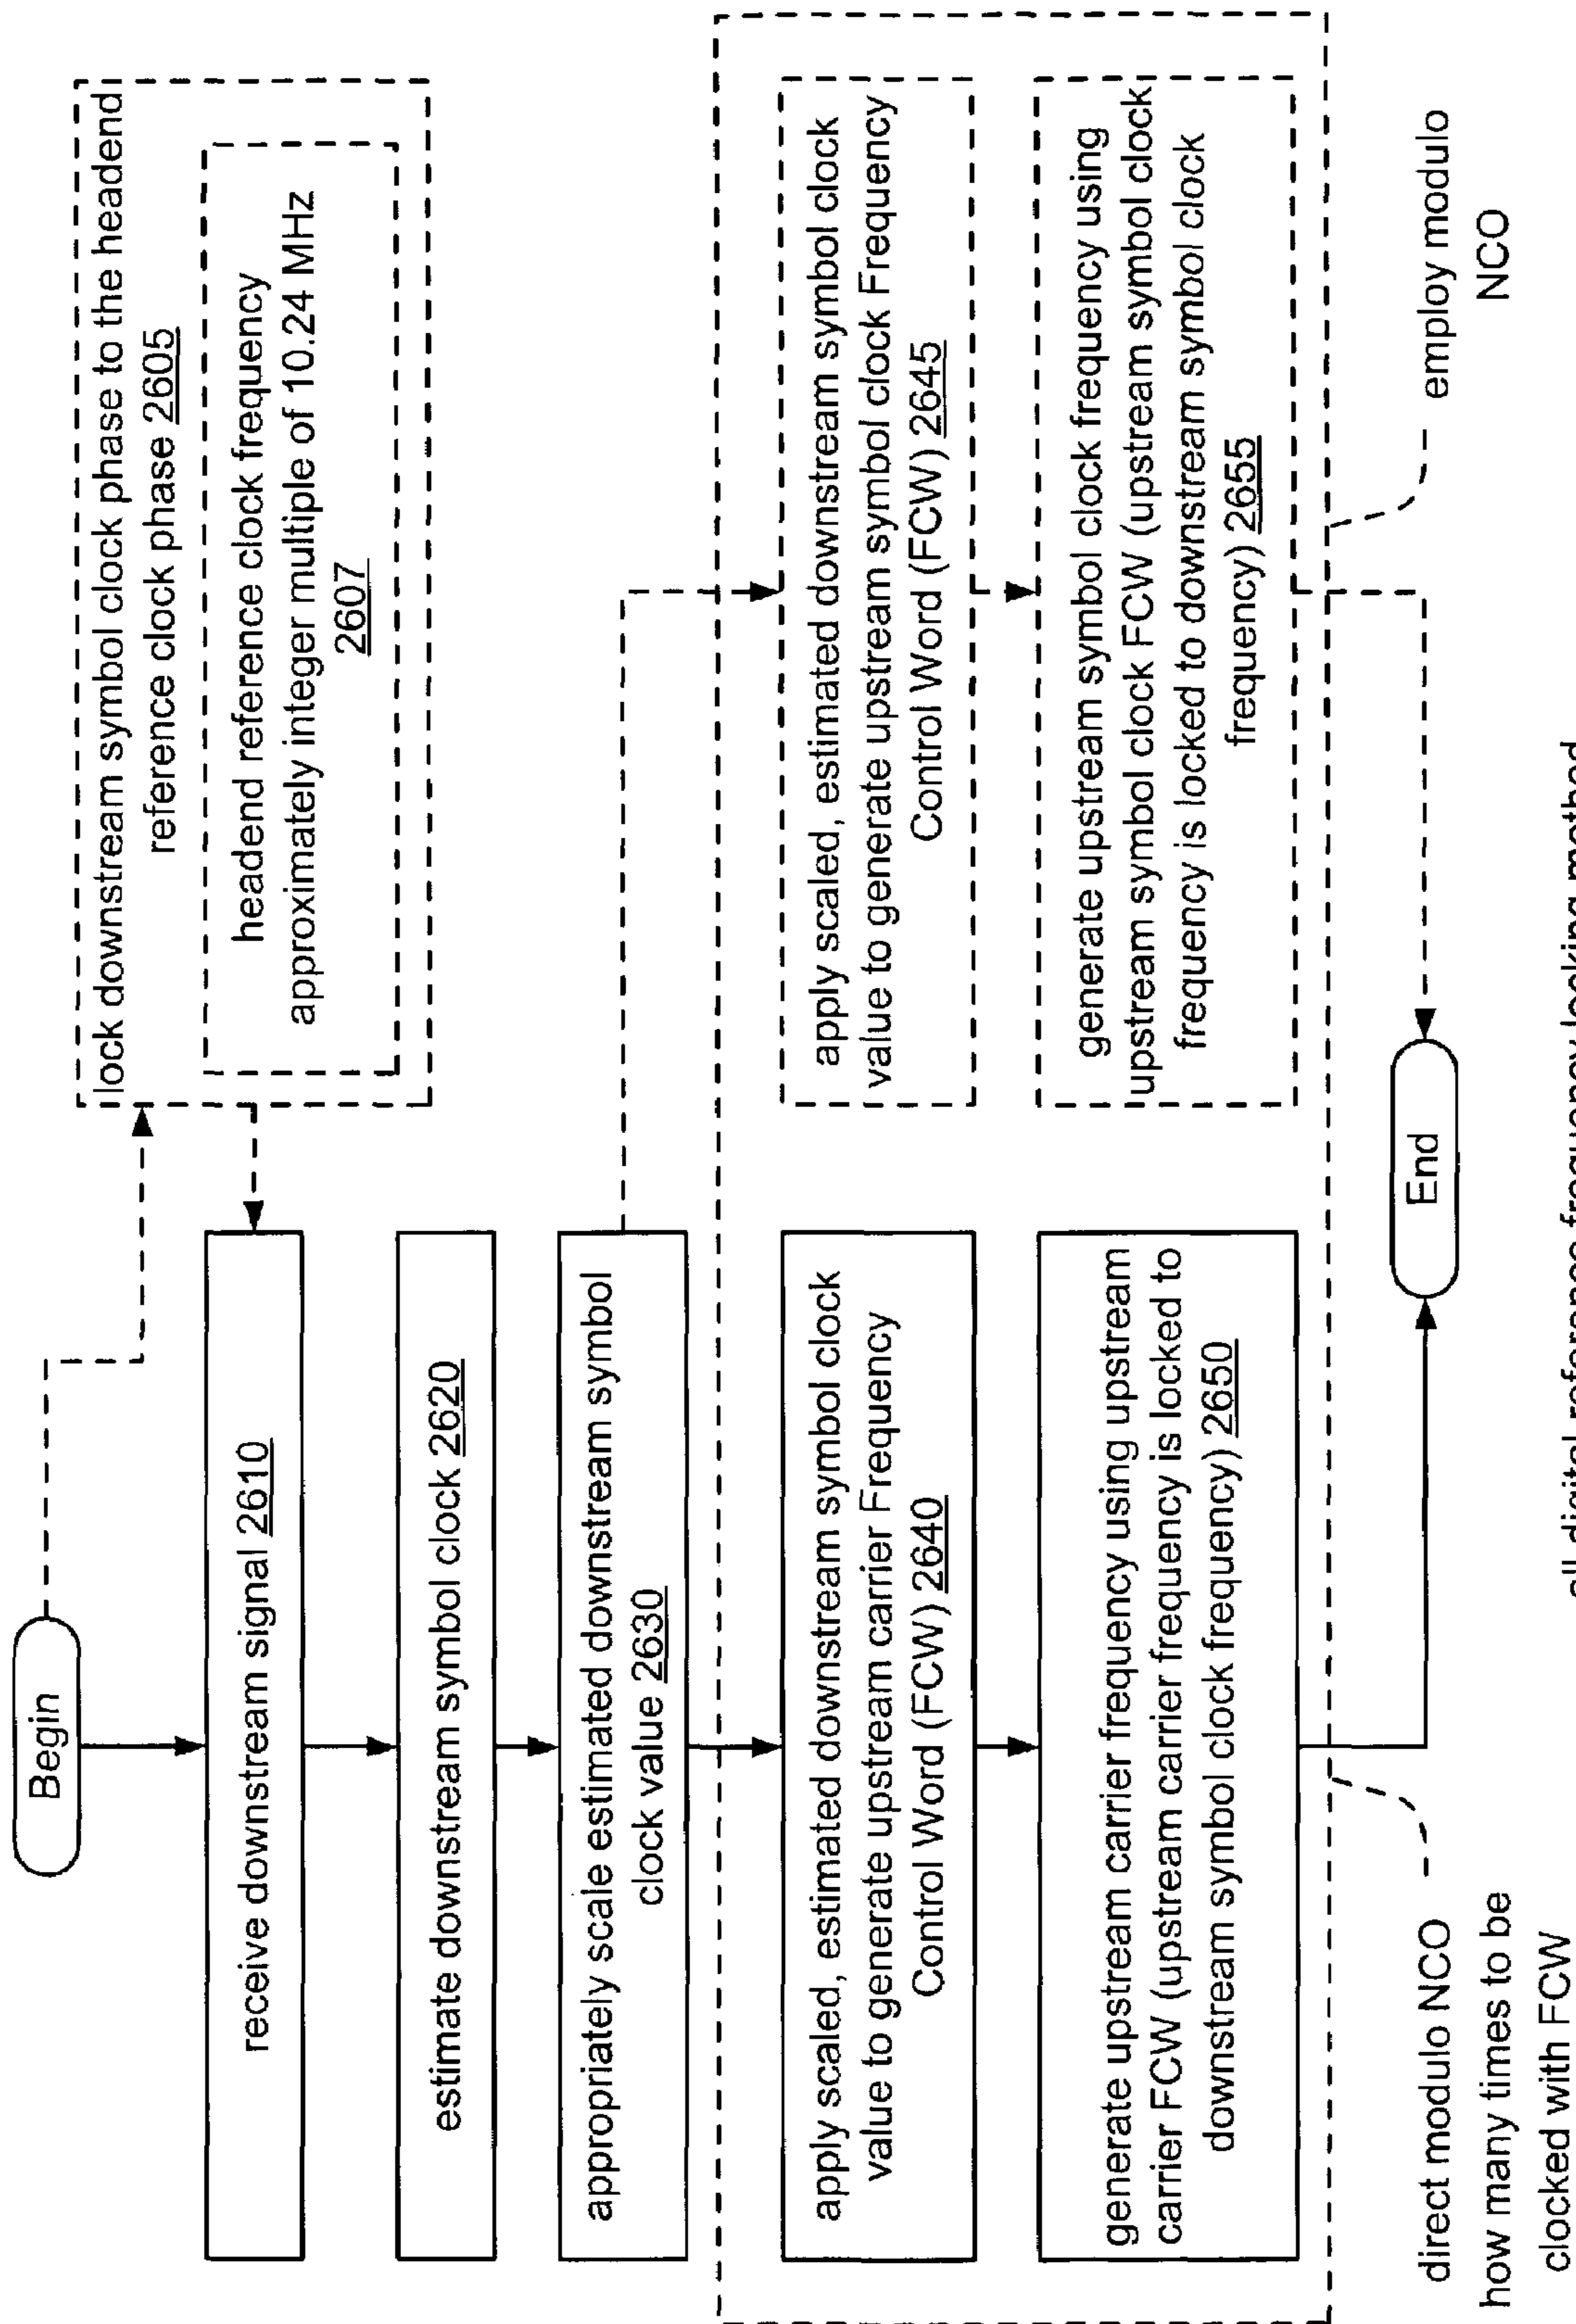 Begin
lock downstream symbol clock phase to the headend
reference clock phase 2605
headend reference clock frequency
approximately integer multiple of 10.24 MHz
2607
receive downstream signal 2610
estimate downstream symbol clock 2620
appropriately scale estimated downstream symbol
clock value 2630
apply scaled, estimated downstream symbol clock
value to generate upstream carrier Frequency
Control Word (FCW) 2640
apply scaled, estimated downstream symbol clock
value to generate upstream symbol clock Frequency
Control Word (FCW) 2645
generate upstream carrier frequency using upstream
carrier FCW (upstream carrier frequency is locked to
downstream symbol clock frequency) 2650
generate upstream symbol clock frequency using
upstream symbol clock FCW (upstream symbol clock
frequency is locked to downstream symbol clock
frequency) 2655
End
direct modulo NCO
how many times to be
clocked with FCW
employ modulo
NCO
all digital reference frequency locking method